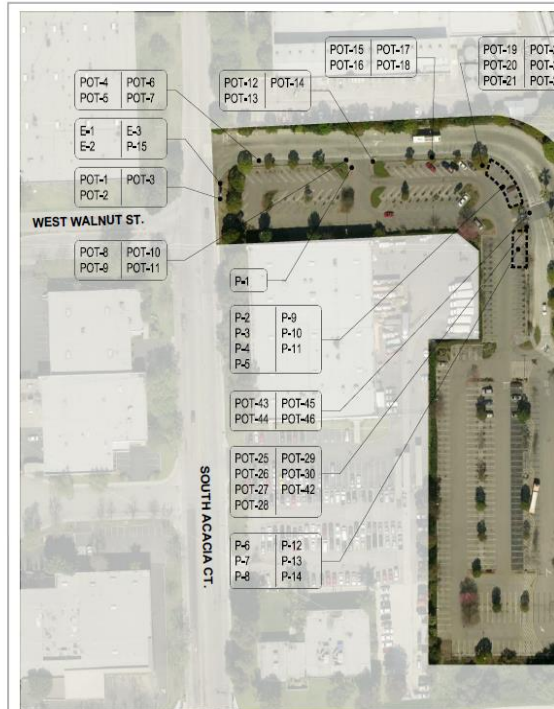 POT-15 POT-17
POT-16 POT-18
POT-19
POT-20
POT-21
POT-4 POT-6
POT-5 POT-7
POT-12 POT-14
POT-13
E-1 E-3
E-2 P-15
POT-1 POT-3
POT-2
WEST WALNUT ST.
POT-8 POT-10
POT-9 POT-11
P-1
P-2 P-9
P-3 P-10
P-4 P-11
P-5
POT-43 POT-45
POT-44 POT-46
POT-25 POT-29
POT-26 POT-30
POT-27 POT-42
POT-28
SOUTH ACACIA CT.
P-6 P-12
P-7 P-13
P-8 P-14